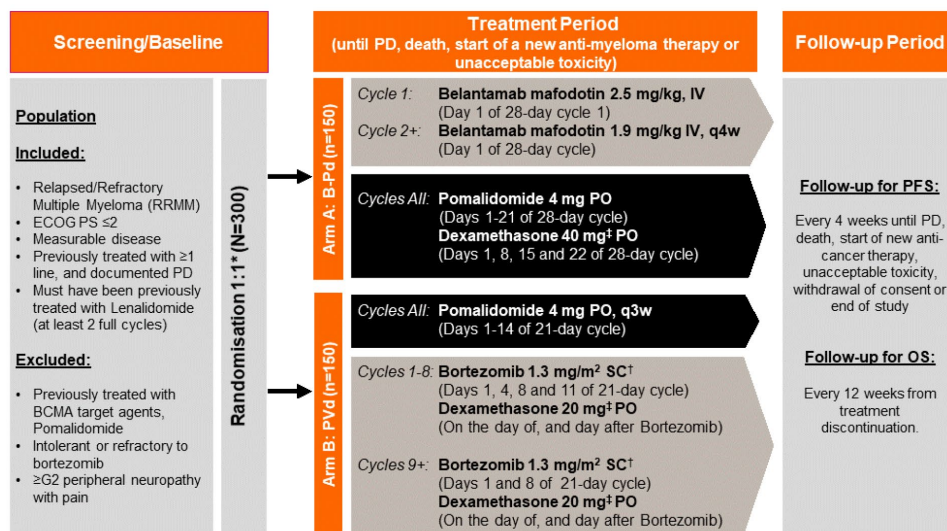 Screening/Baseline
Population
Included:
• Relapsed/Refractory
Multiple Myeloma (RRMM)
• ECOG PS ≤2
• Measurable disease
• Previously treated with ≥1
line, and documented PD
• Must have been previously
treated with Lenalidomide
(at least 2 full cycles)
Excluded:
• Previously treated with
BCMA target agents,
Pomalidomide
• Intolerant or refractory to
bortezomib
• ≥G2 peripheral neuropathy
with pain
Randomisation 1:1* (N=300)
Treatment Period
(until PD, death, start of a new anti-myeloma therapy or
unacceptable toxicity)
Arm A: B-Pd (n=150)
Cycle 1: Belantamab mafodotin 2.5 mg/kg, IV
(Day 1 of 28-day cycle 1)
Cycle 2+: Belantamab mafodotin 1.9 mg/kg IV, q4w
(Day 1 of 28-day cycle)
Cycles All: Pomalidomide 4 mg PO
(Days 1-21 of 28-day cycle)
Dexamethasone 40 mg‡ PO
(Days 1, 8, 15 and 22 of 28-day cycle)
Arm B: PVd (n=150)
Cycles All: Pomalidomide 4 mg PO, q3w
(Days 1-14 of 21-day cycle)
Cycles 1-8: Bortezomib 1.3 mg/m² SC†
(Days 1, 4, 8 and 11 of 21-day cycle)
Dexamethasone 20 mg‡ PO
(On the day of, and day after Bortezomib)
Cycles 9+: Bortezomib 1.3 mg/m² SC†
(Days 1 and 8 of 21-day cycle)
Dexamethasone 20 mg‡ PO
(On the day of, and day after Bortezomib)
Follow-up Period
Follow-up for PFS:
Every 4 weeks until PD,
death, start of new anti-
cancer therapy,
unacceptable toxicity,
withdrawal of consent or
end of study
Follow-up for OS:
Every 12 weeks from
treatment
discontinuation.